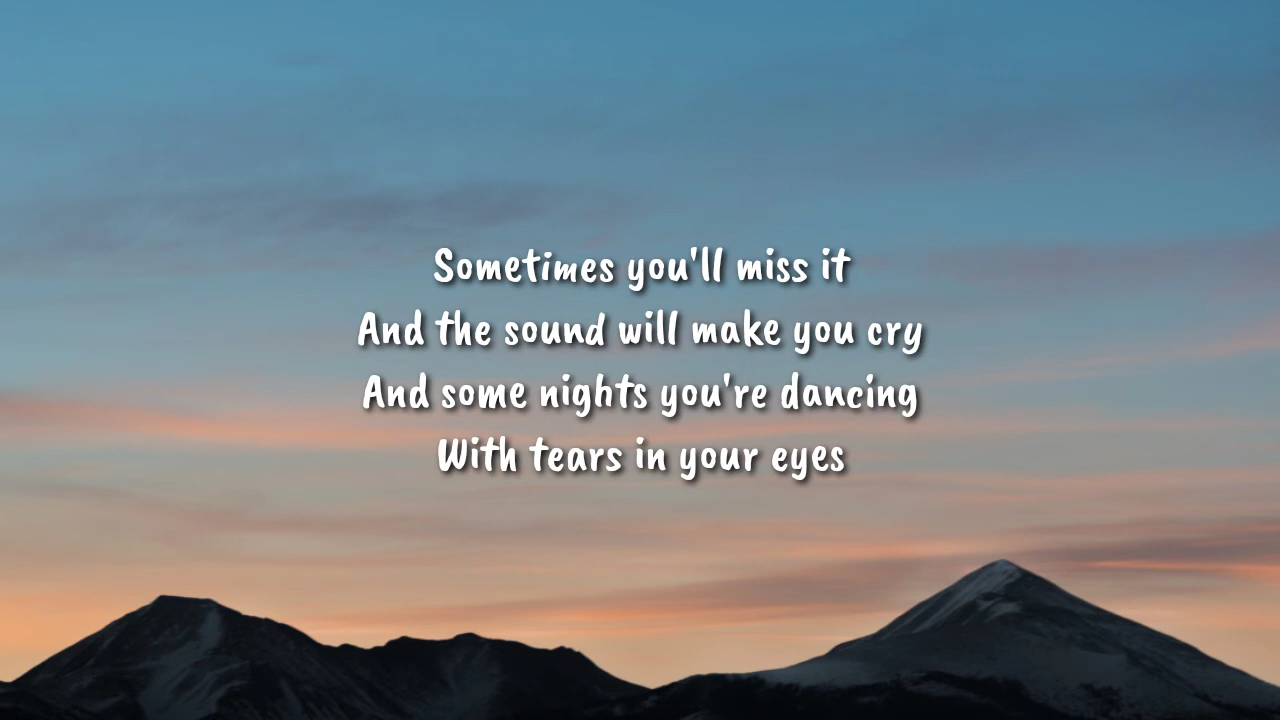 Sometimes you'll miss it
And the sound will make you cry
And some nights you're dancing
With tears in your eyes